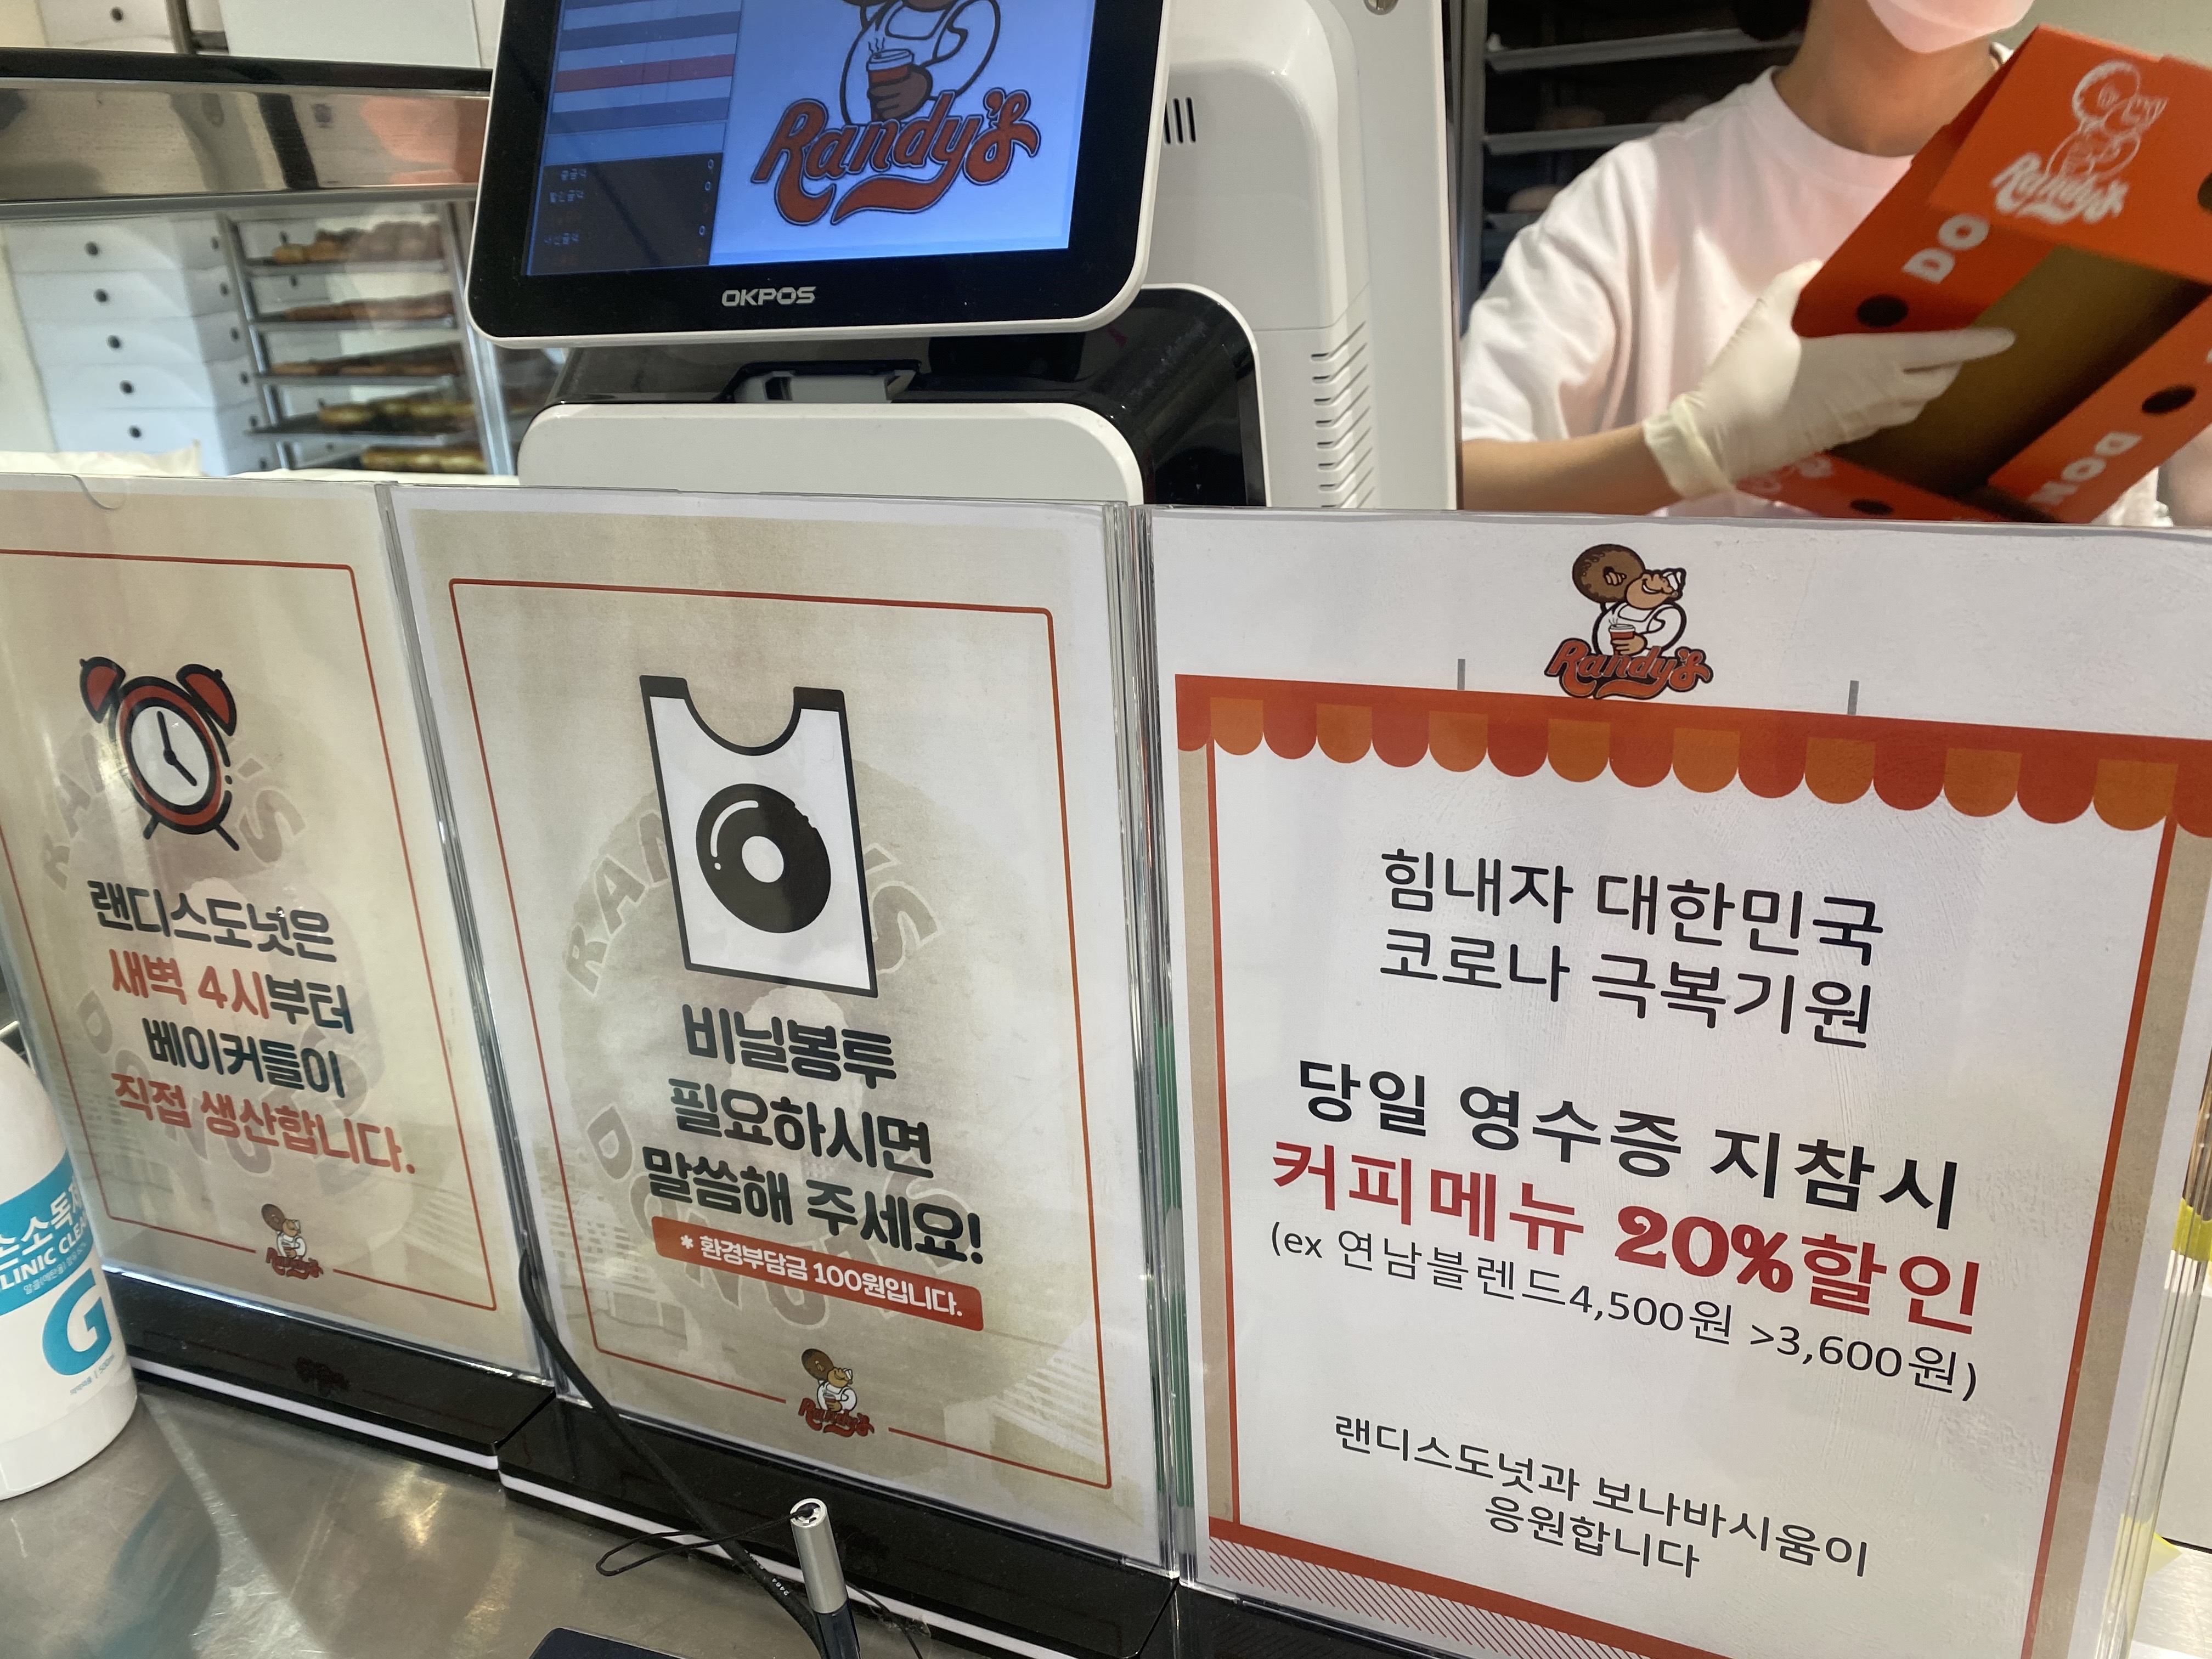 Randy's
OKPOS
Randy's
DO
DON
랜디스도넛은
새벽 4시부터
베이커들이
직접 생산합니다.
Randy's
RANDY'S
비닐봉투
필요하시면
말씀해 주세요!
* 환경부담금 100원입니다.
Randy's
Randy's
힘내자 대한민국
코로나 극복기원
당일 영수증 지참시
커피메뉴 20%할인
(ex 연남블렌드4,500원 >3,600원)
랜디스도넛과 보나바시움이
응원합니다
손소독제
CLINIC CLEA
G